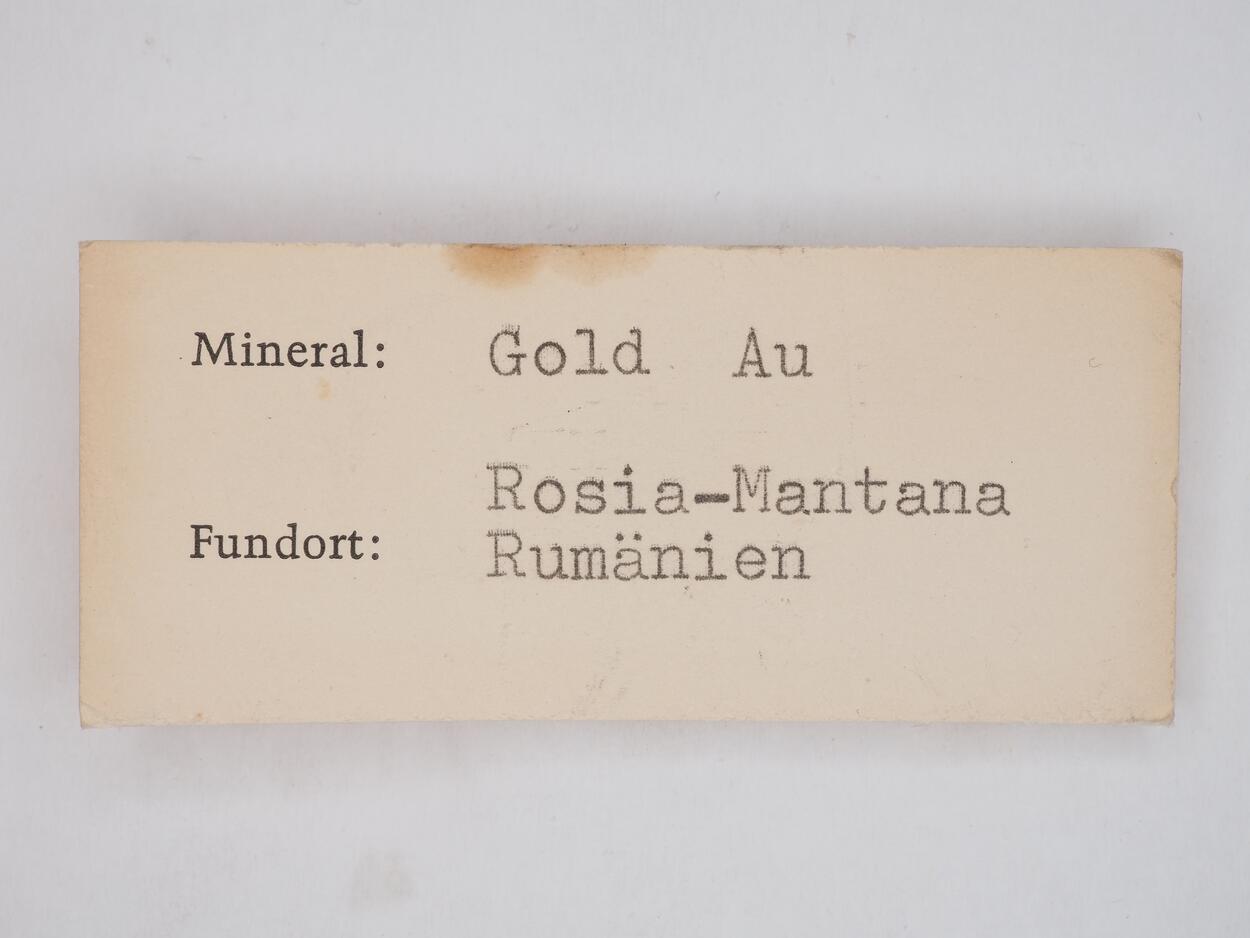 Mineral: Gold Au
Rosia-Mantana
Fundort: Rumänien